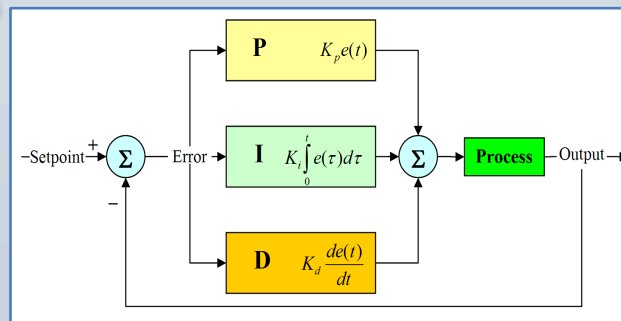 P K_p e(t)
+
Setpoint
Σ
−
Error
I K_i ∫_0^t e(τ)dτ
Σ
Process
Output
D K_d de(t)/dt